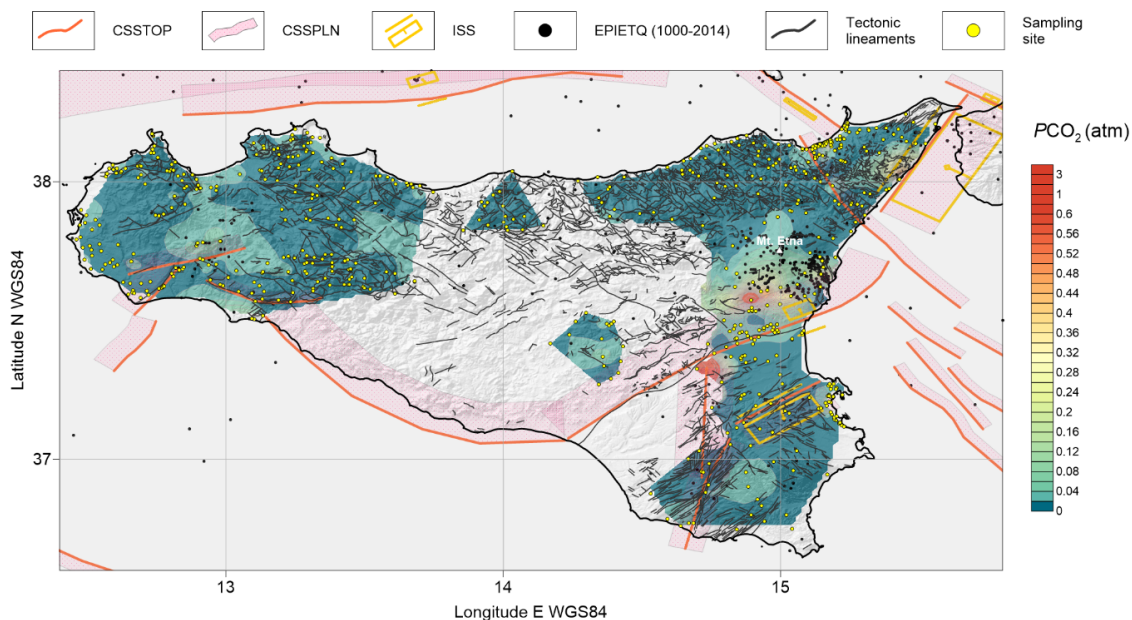 CSSTOP
CSSPLN
ISS
EPIETQ (1000-2014)
Tectonic
lineaments
Sampling
site
PCO₂ (atm)
3
1
0.6
0.52
0.48
0.44
0.4
0.36
0.32
0.28
0.24
0.2
0.16
0.12
0.08
0.04
0
Mt. Etna
38
37
Latitude N WGS84
13
14
15
Longitude E WGS84